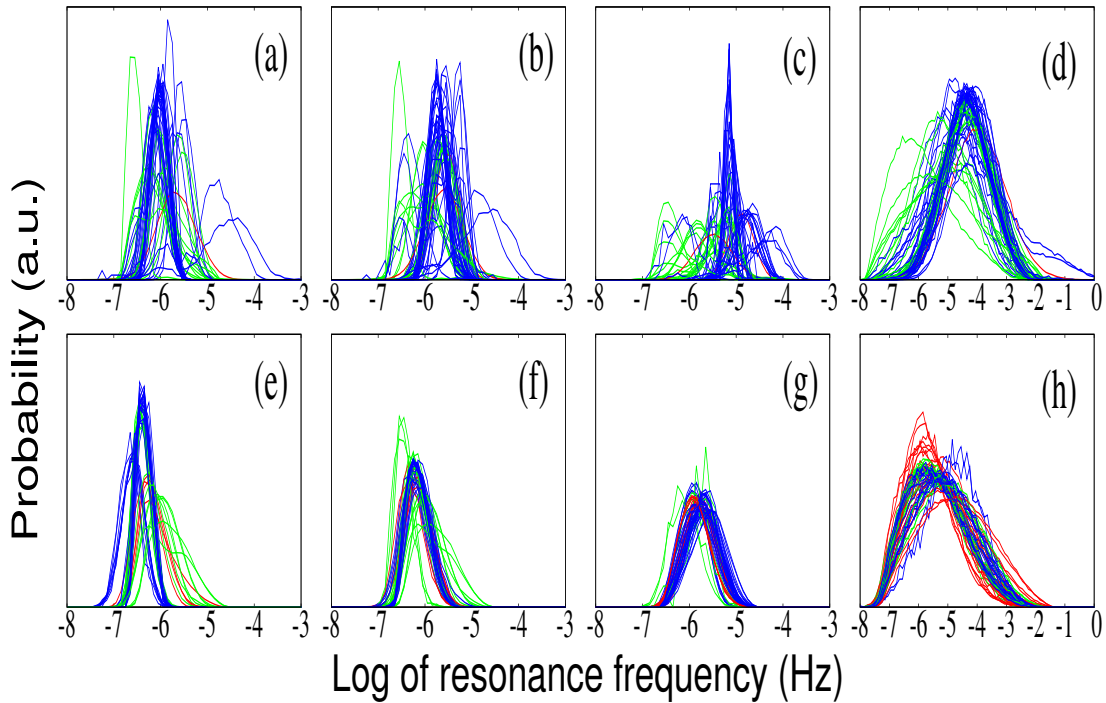 (a)
(b)
(c)
(d)
-8 -7 -6 -5 -4 -3
-8 -7 -6 -5 -4 -3
-8 -7 -6 -5 -4 -3
-8 -7 -6 -5 -4 -3 -2 -1 0
Probability (a.u.)
(e)
(f)
(g)
(h)
-8 -7 -6 -5 -4 -3
-8 -7 -6 -5 -4 -3
-8 -7 -6 -5 -4 -3
-8 -7 -6 -5 -4 -3 -2 -1 0
Log of resonance frequency (Hz)